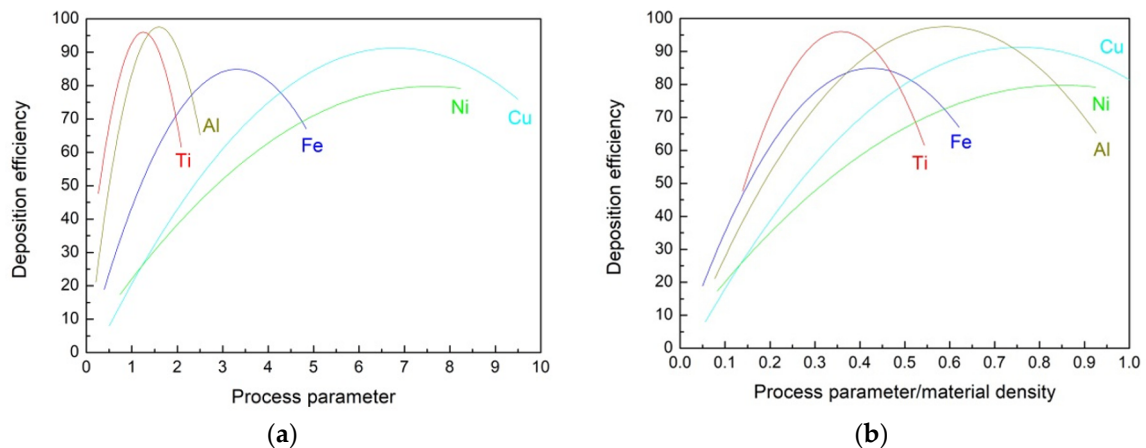 100
90
80
70
60
50
40
30
20
10
0
Deposition efficiency
Ti
Al
Fe
Ni
Cu
0 1 2 3 4 5 6 7 8 9 10
Process parameter
(a)
100
90
80
70
60
50
40
30
20
10
0
Deposition efficiency
Cu
Ni
Al
Fe
Ti
0.0 0.1 0.2 0.3 0.4 0.5 0.6 0.7 0.8 0.9 1.0
Process parameter/material density
(b)